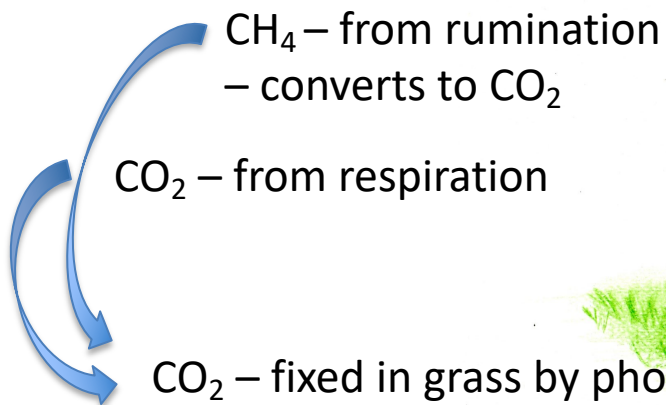 CH₄ – from rumination
– converts to CO₂
CO₂ – from respiration
CO₂ – fixed in grass by pho